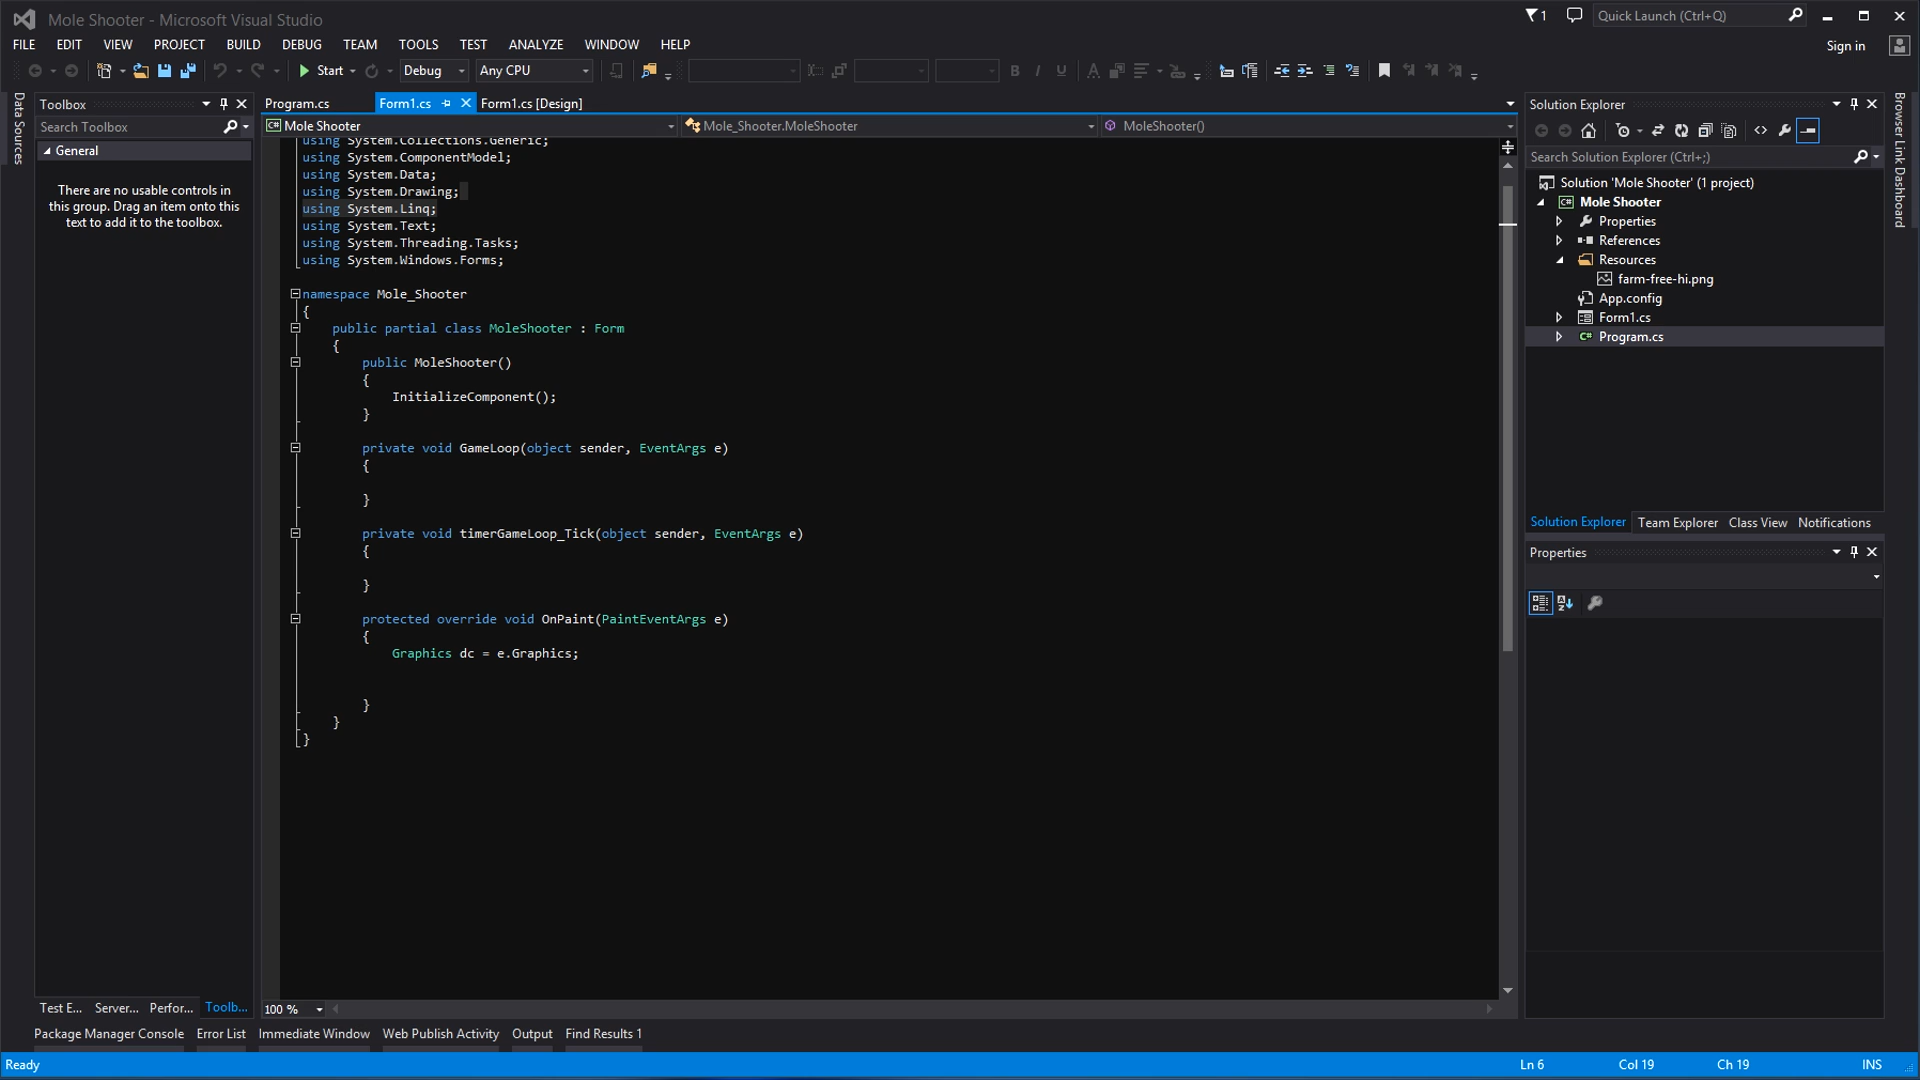 Mole Shooter - Microsoft Visual Studio
1
Quick Launch (Ctrl+Q)
FILE EDIT VIEW PROJECT BUILD DEBUG TEAM TOOLS TEST ANALYZE WINDOW HELP
Sign in
Start Debug Any CPU
Data Sources
Toolbox
Search Toolbox
General
There are no usable controls in
this group. Drag an item onto this
text to add it to the toolbox.
Program.cs Form1.cs Form1.cs [Design]
Mole Shooter Mole_Shooter.MoleShooter MoleShooter()
using System.Collections.Generic;
using System.ComponentModel;
using System.Data;
using System.Drawing;
using System.Linq;
using System.Text;
using System.Threading.Tasks;
using System.Windows.Forms;
namespace Mole_Shooter
{
public partial class MoleShooter : Form
{
public MoleShooter()
{
InitializeComponent();
}
private void GameLoop(object sender, EventArgs e)
{
}
private void timerGameLoop_Tick(object sender, EventArgs e)
{
}
protected override void OnPaint(PaintEventArgs e)
{
Graphics dc = e.Graphics;
}
}
}
100 %
Solution Explorer
Search Solution Explorer (Ctrl+;)
Solution 'Mole Shooter' (1 project)
Mole Shooter
Properties
References
Resources
farm-free-hi.png
App.config
Form1.cs
Program.cs
Solution Explorer Team Explorer Class View Notifications
Properties
Browser Link Dashboard
Test E... Server... Perfor... Toolb...
Package Manager Console Error List Immediate Window Web Publish Activity Output Find Results 1
Ready
Ln 6 Col 19 Ch 19 INS